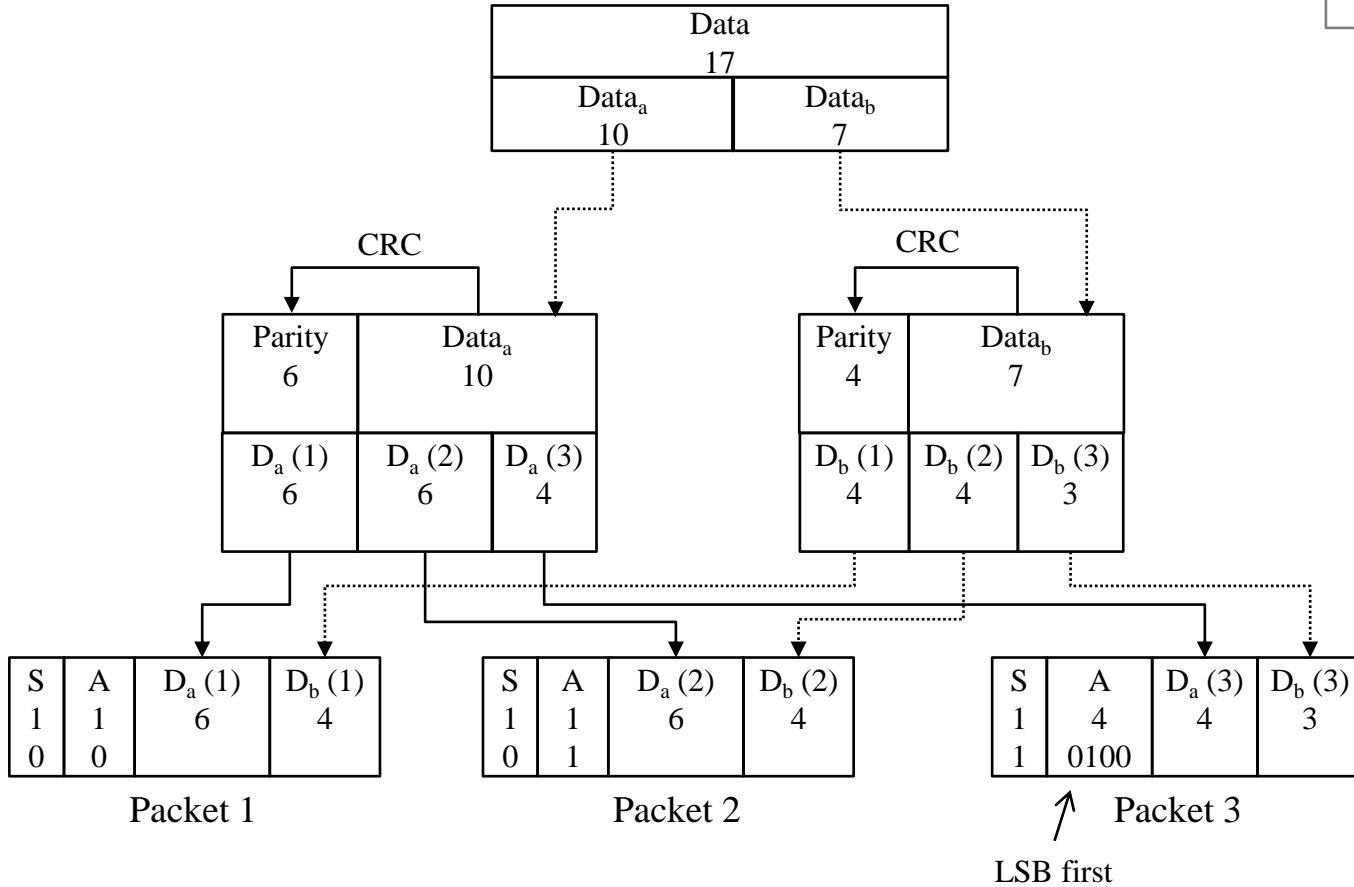 Data
17
Data_a
10
Data_b
7
CRC
CRC
Parity
6
Data_a
10
D_a (1)
6
D_a (2)
6
D_a (3)
4
Parity
4
Data_b
7
D_b (1)
4
D_b (2)
4
D_b (3)
3
S
1
0
A
1
0
D_a (1)
6
D_b (1)
4
Packet 1
S
1
0
A
1
1
D_a (2)
6
D_b (2)
4
Packet 2
S
1
1
A
4
0100
D_a (3)
4
D_b (3)
3
Packet 3
LSB first